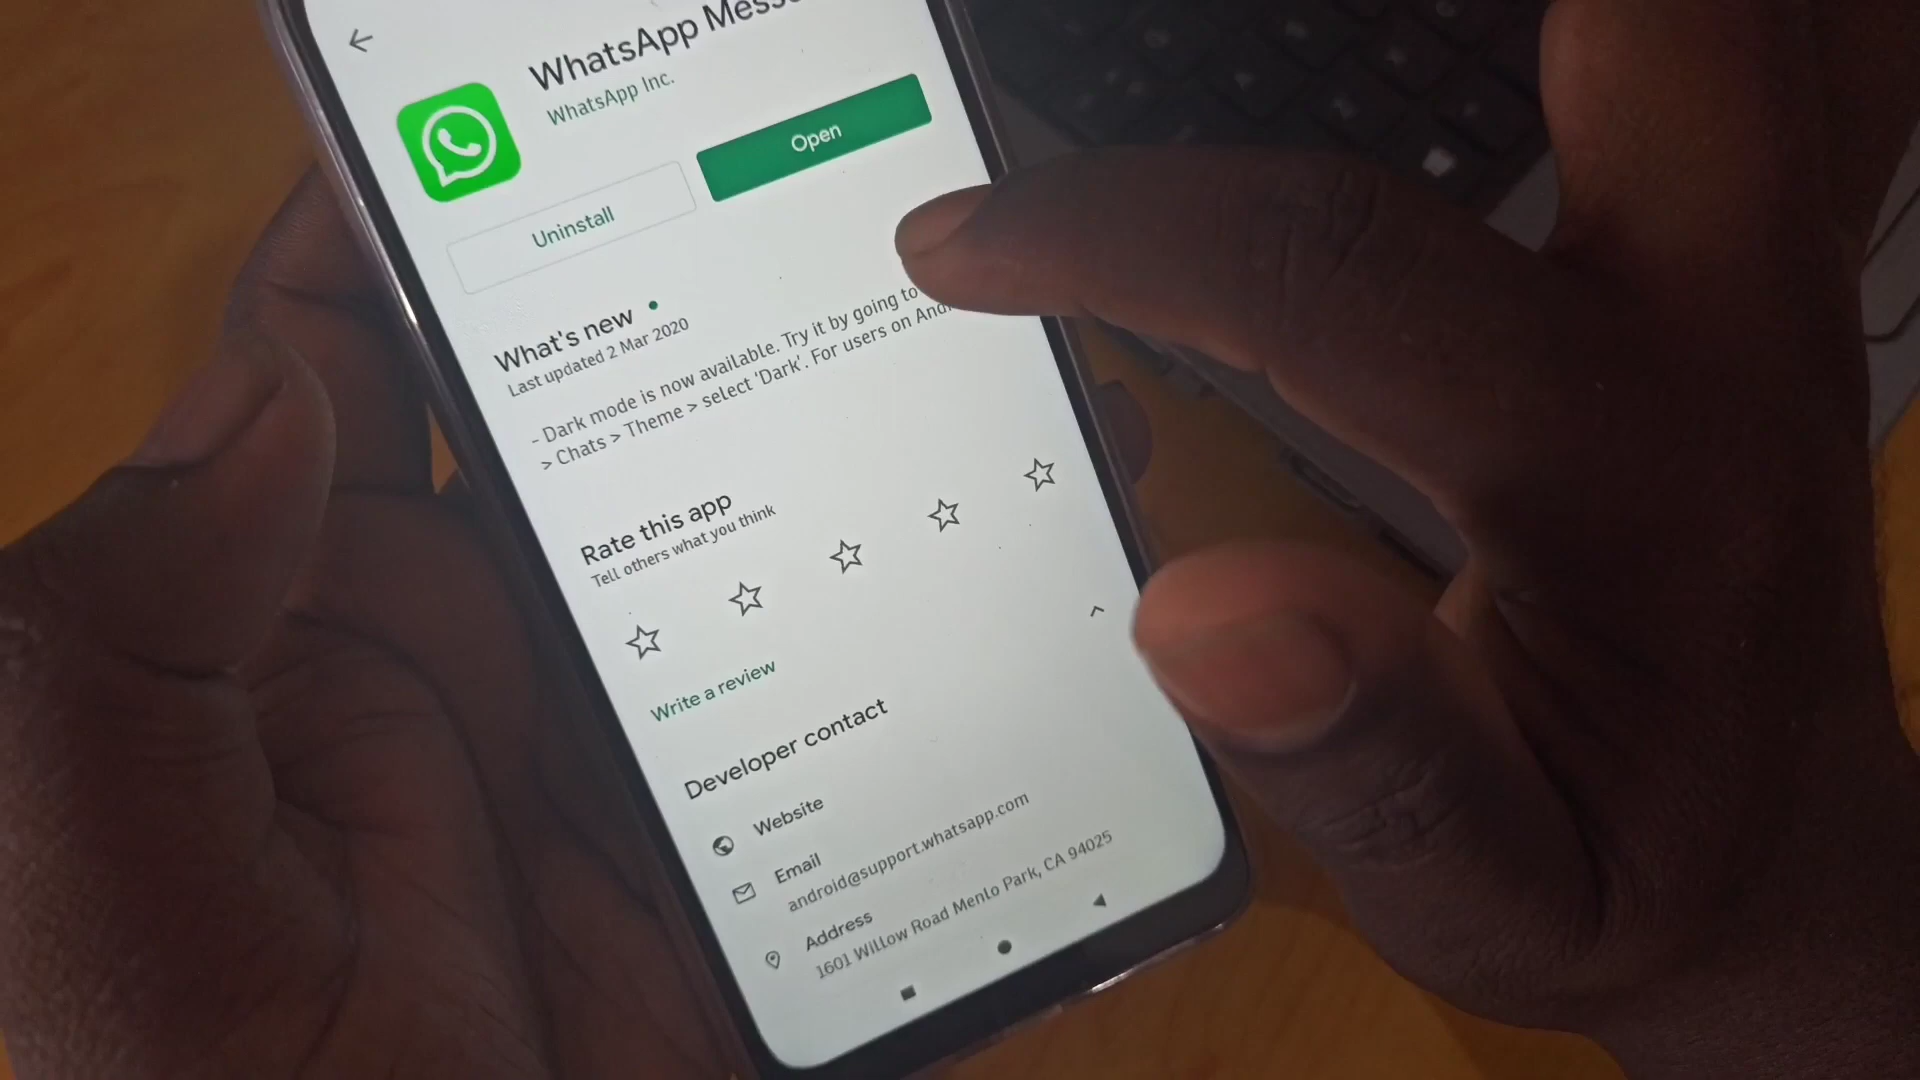 WhatsApp
WhatsApp Inc.
Uninstall
Open
What's new
Last updated 2 Mar 2020
- Dark mode is now available. Try it by going to
> Chats > Theme > select 'Dark'. For users on
Rate this app
Tell others what you think
Write a review
Developer contact
Website
Email
android@support.whatsapp.com
Address
1601 Willow Road Menlo Park, CA 94025